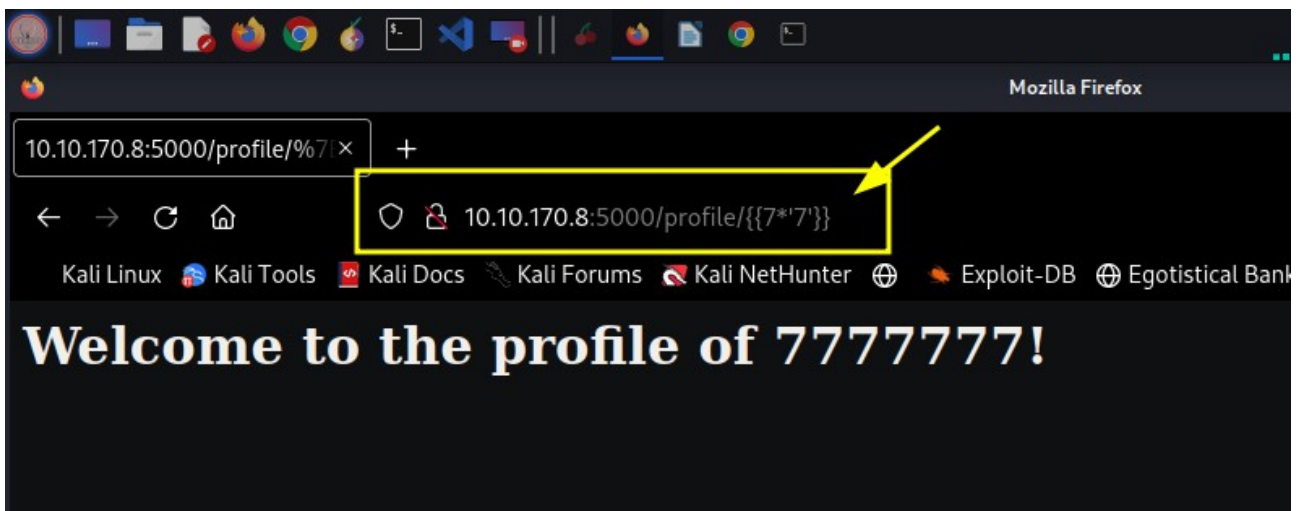 Mozilla Firefox
10.10.170.8:5000/profile/%7
10.10.170.8:5000/profile/{{7*'7'}}
Kali Linux Kali Tools Kali Docs Kali Forums Kali NetHunter Exploit-DB Egotistical Bank
Welcome to the profile of 7777777!